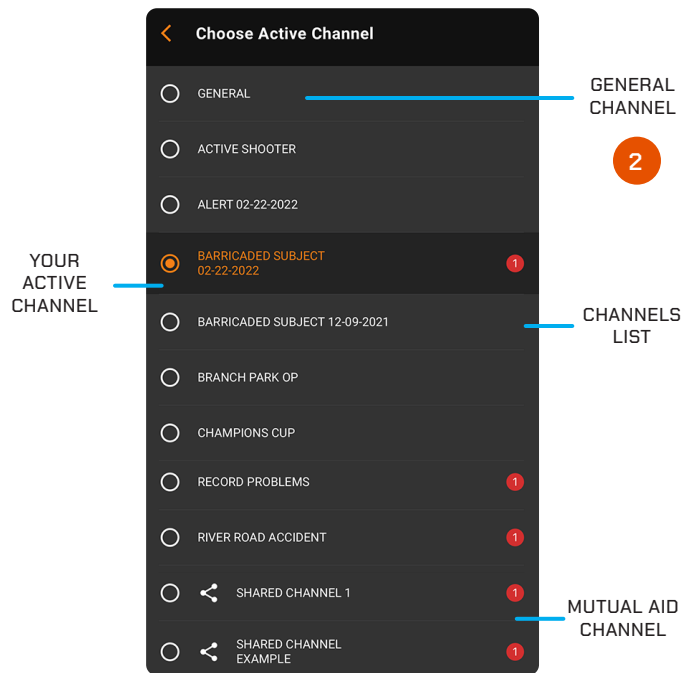 Choose Active Channel
GENERAL
GENERAL
CHANNEL
2
ACTIVE SHOOTER
ALERT 02-22-2022
YOUR
ACTIVE
CHANNEL
BARRICADED SUBJECT
02-22-2022
1
BARRICADED SUBJECT 12-09-2021
CHANNELS
LIST
BRANCH PARK OP
CHAMPIONS CUP
RECORD PROBLEMS
1
RIVER ROAD ACCIDENT
1
SHARED CHANNEL 1
1
MUTUAL AID
CHANNEL
SHARED CHANNEL
EXAMPLE
1